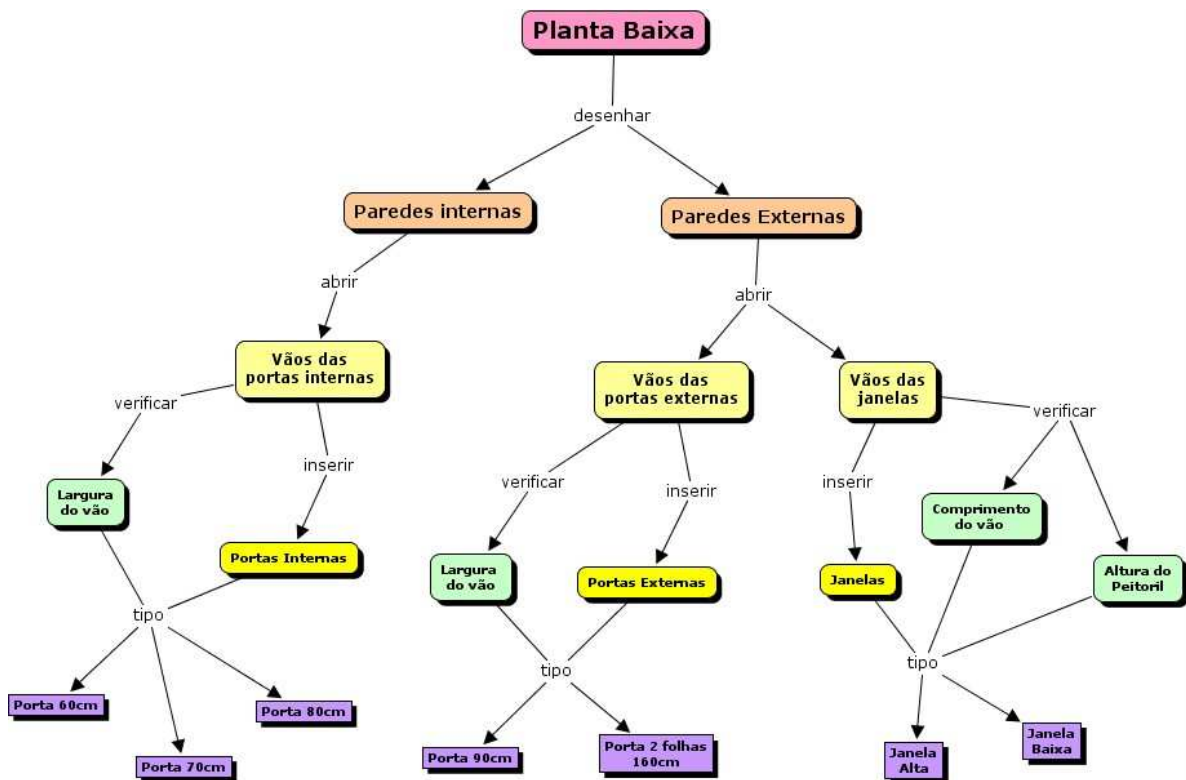 Planta Baixa
desenhar
Paredes internas
Paredes Externas
abrir
abrir
Vãos das
portas internas
Vãos das
portas externas
Vãos das
janelas
verificar
verificar
inserir
verificar
inserir
inserir
Largura
do vão
Comprimento
do vão
Portas Internas
Largura
do vão
Portas Externas
Janelas
Altura do
Peitoril
tipo
tipo
tipo
Porta 60cm
Porta 80cm
Porta 70cm
Porta 90cm
Porta 2 folhas
160cm
Janela
Alta
Janela
Baixa